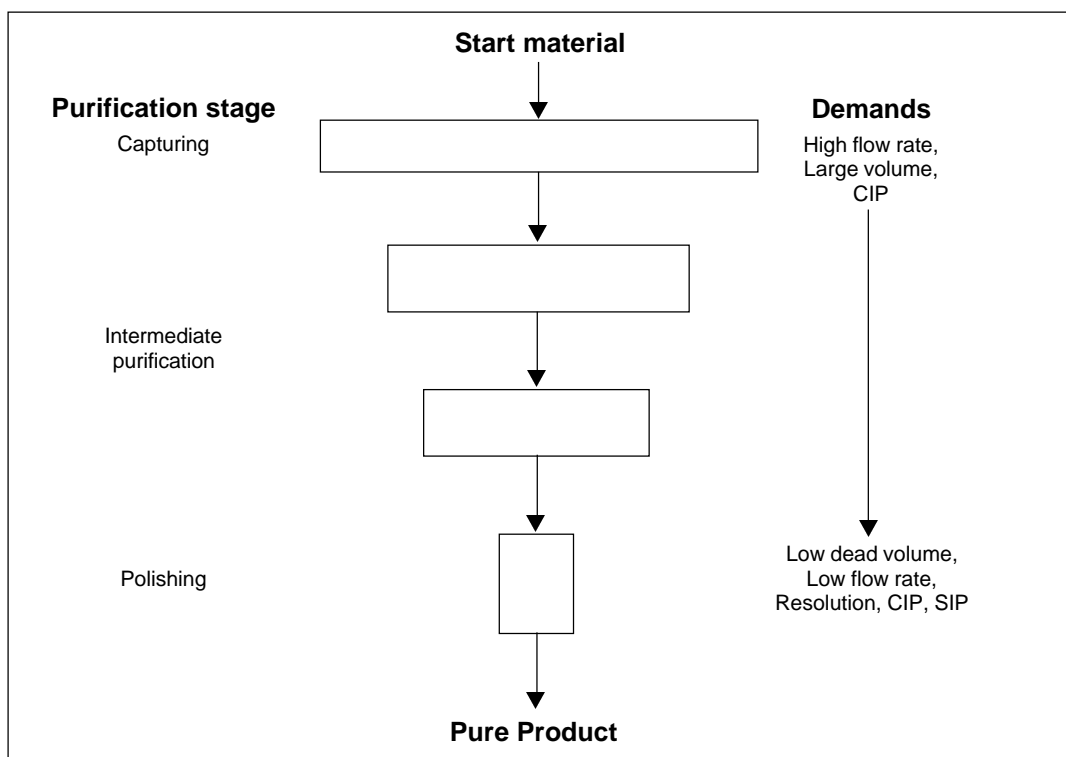 Start material
Purification stage
Capturing
Demands
High flow rate,
Large volume,
CIP
Intermediate
purification
Polishing
Low dead volume,
Low flow rate,
Resolution, CIP, SIP
Pure Product